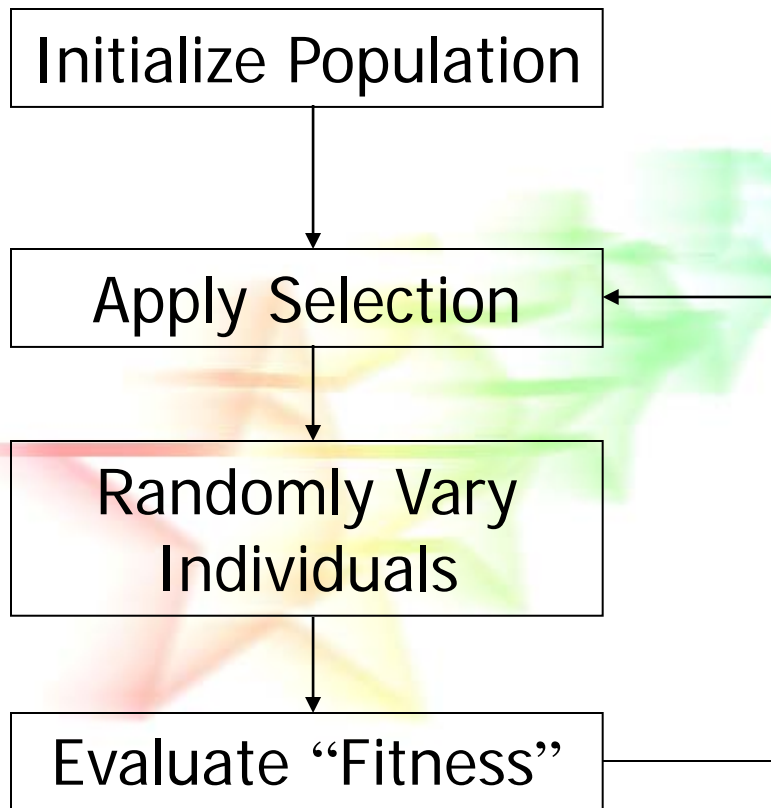 Initialize Population
Apply Selection
Randomly Vary
Individuals
Evaluate “Fitness”